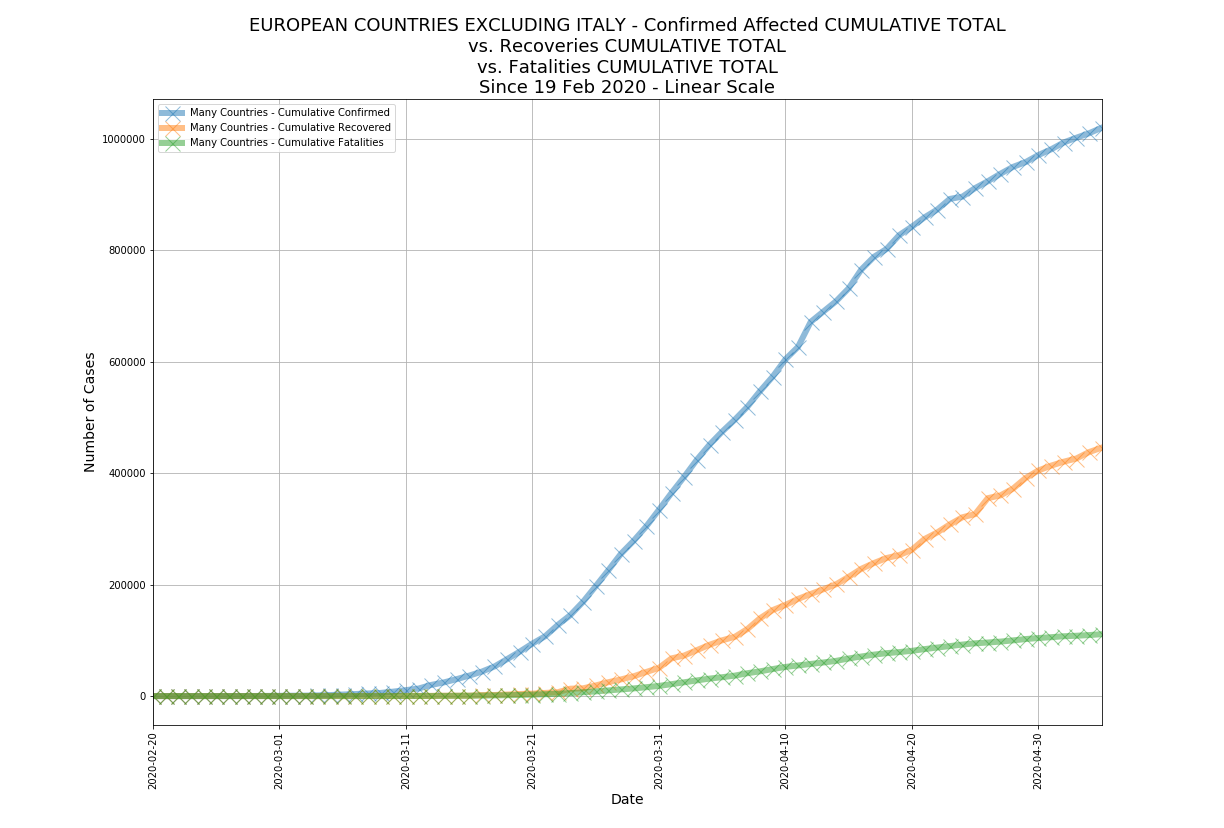 EUROPEAN COUNTRIES EXCLUDING ITALY - Confirmed Affected CUMULATIVE TOTAL
vs. Recoveries CUMULATIVE TOTAL
vs. Fatalities CUMULATIVE TOTAL
Since 19 Feb 2020 - Linear Scale
Many Countries - Cumulative Confirmed
Many Countries - Cumulative Recovered
Many Countries - Cumulative Fatalities
Number of Cases
1000000
800000
600000
400000
200000
0
2020-02-20
2020-03-01
2020-03-11
2020-03-21
2020-03-31
2020-04-10
2020-04-20
2020-04-30
Date